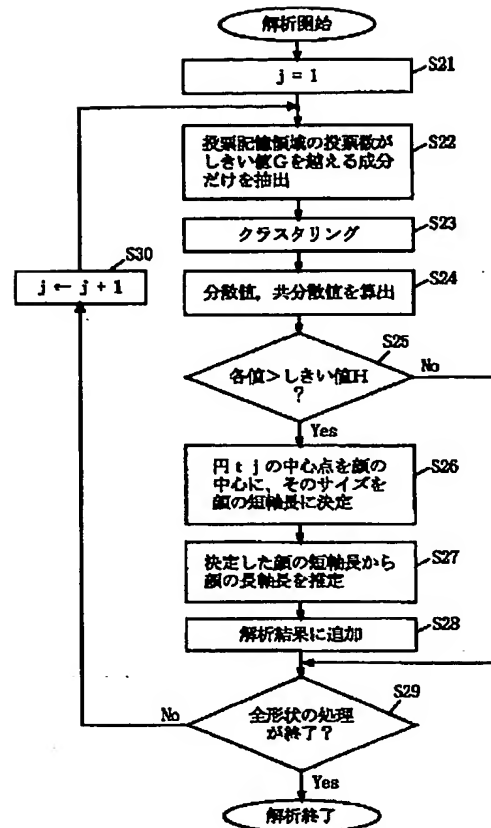 解析開始
S21
j = 1
S22
投票記憶領域の投票数が
しきい値Gを越える成分
だけを抽出
S23
クラスタリング
S30
j ← j + 1
S24
分散値，共分散値を算出
S25
各値＞しきい値H
？
No
Yes
S26
円ｔｊの中心点を顔の
中心に，そのサイズを
顔の短軸長に決定
S27
決定した顔の短軸長から
顔の長軸長を推定
S28
解析結果に追加
S29
全形状の処理
が終了？
No
Yes
解析終了